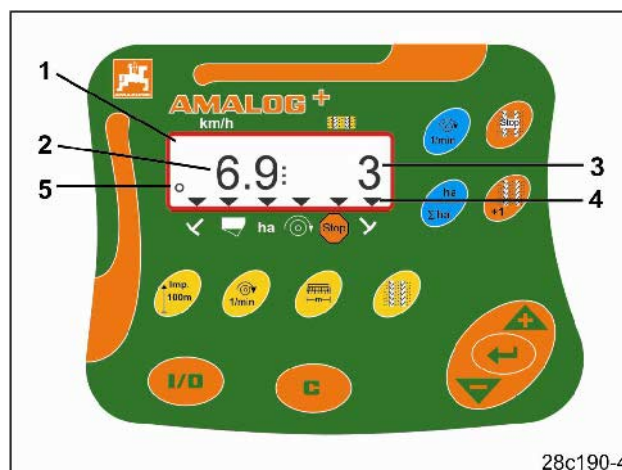 1
AMALOG+
km/h
2
6.9
3
3
5
4
ha
Stop
1/min
Stop
ha
Σha
+1
Imp.
100m
1/min
m
I/O
C
28c190-4